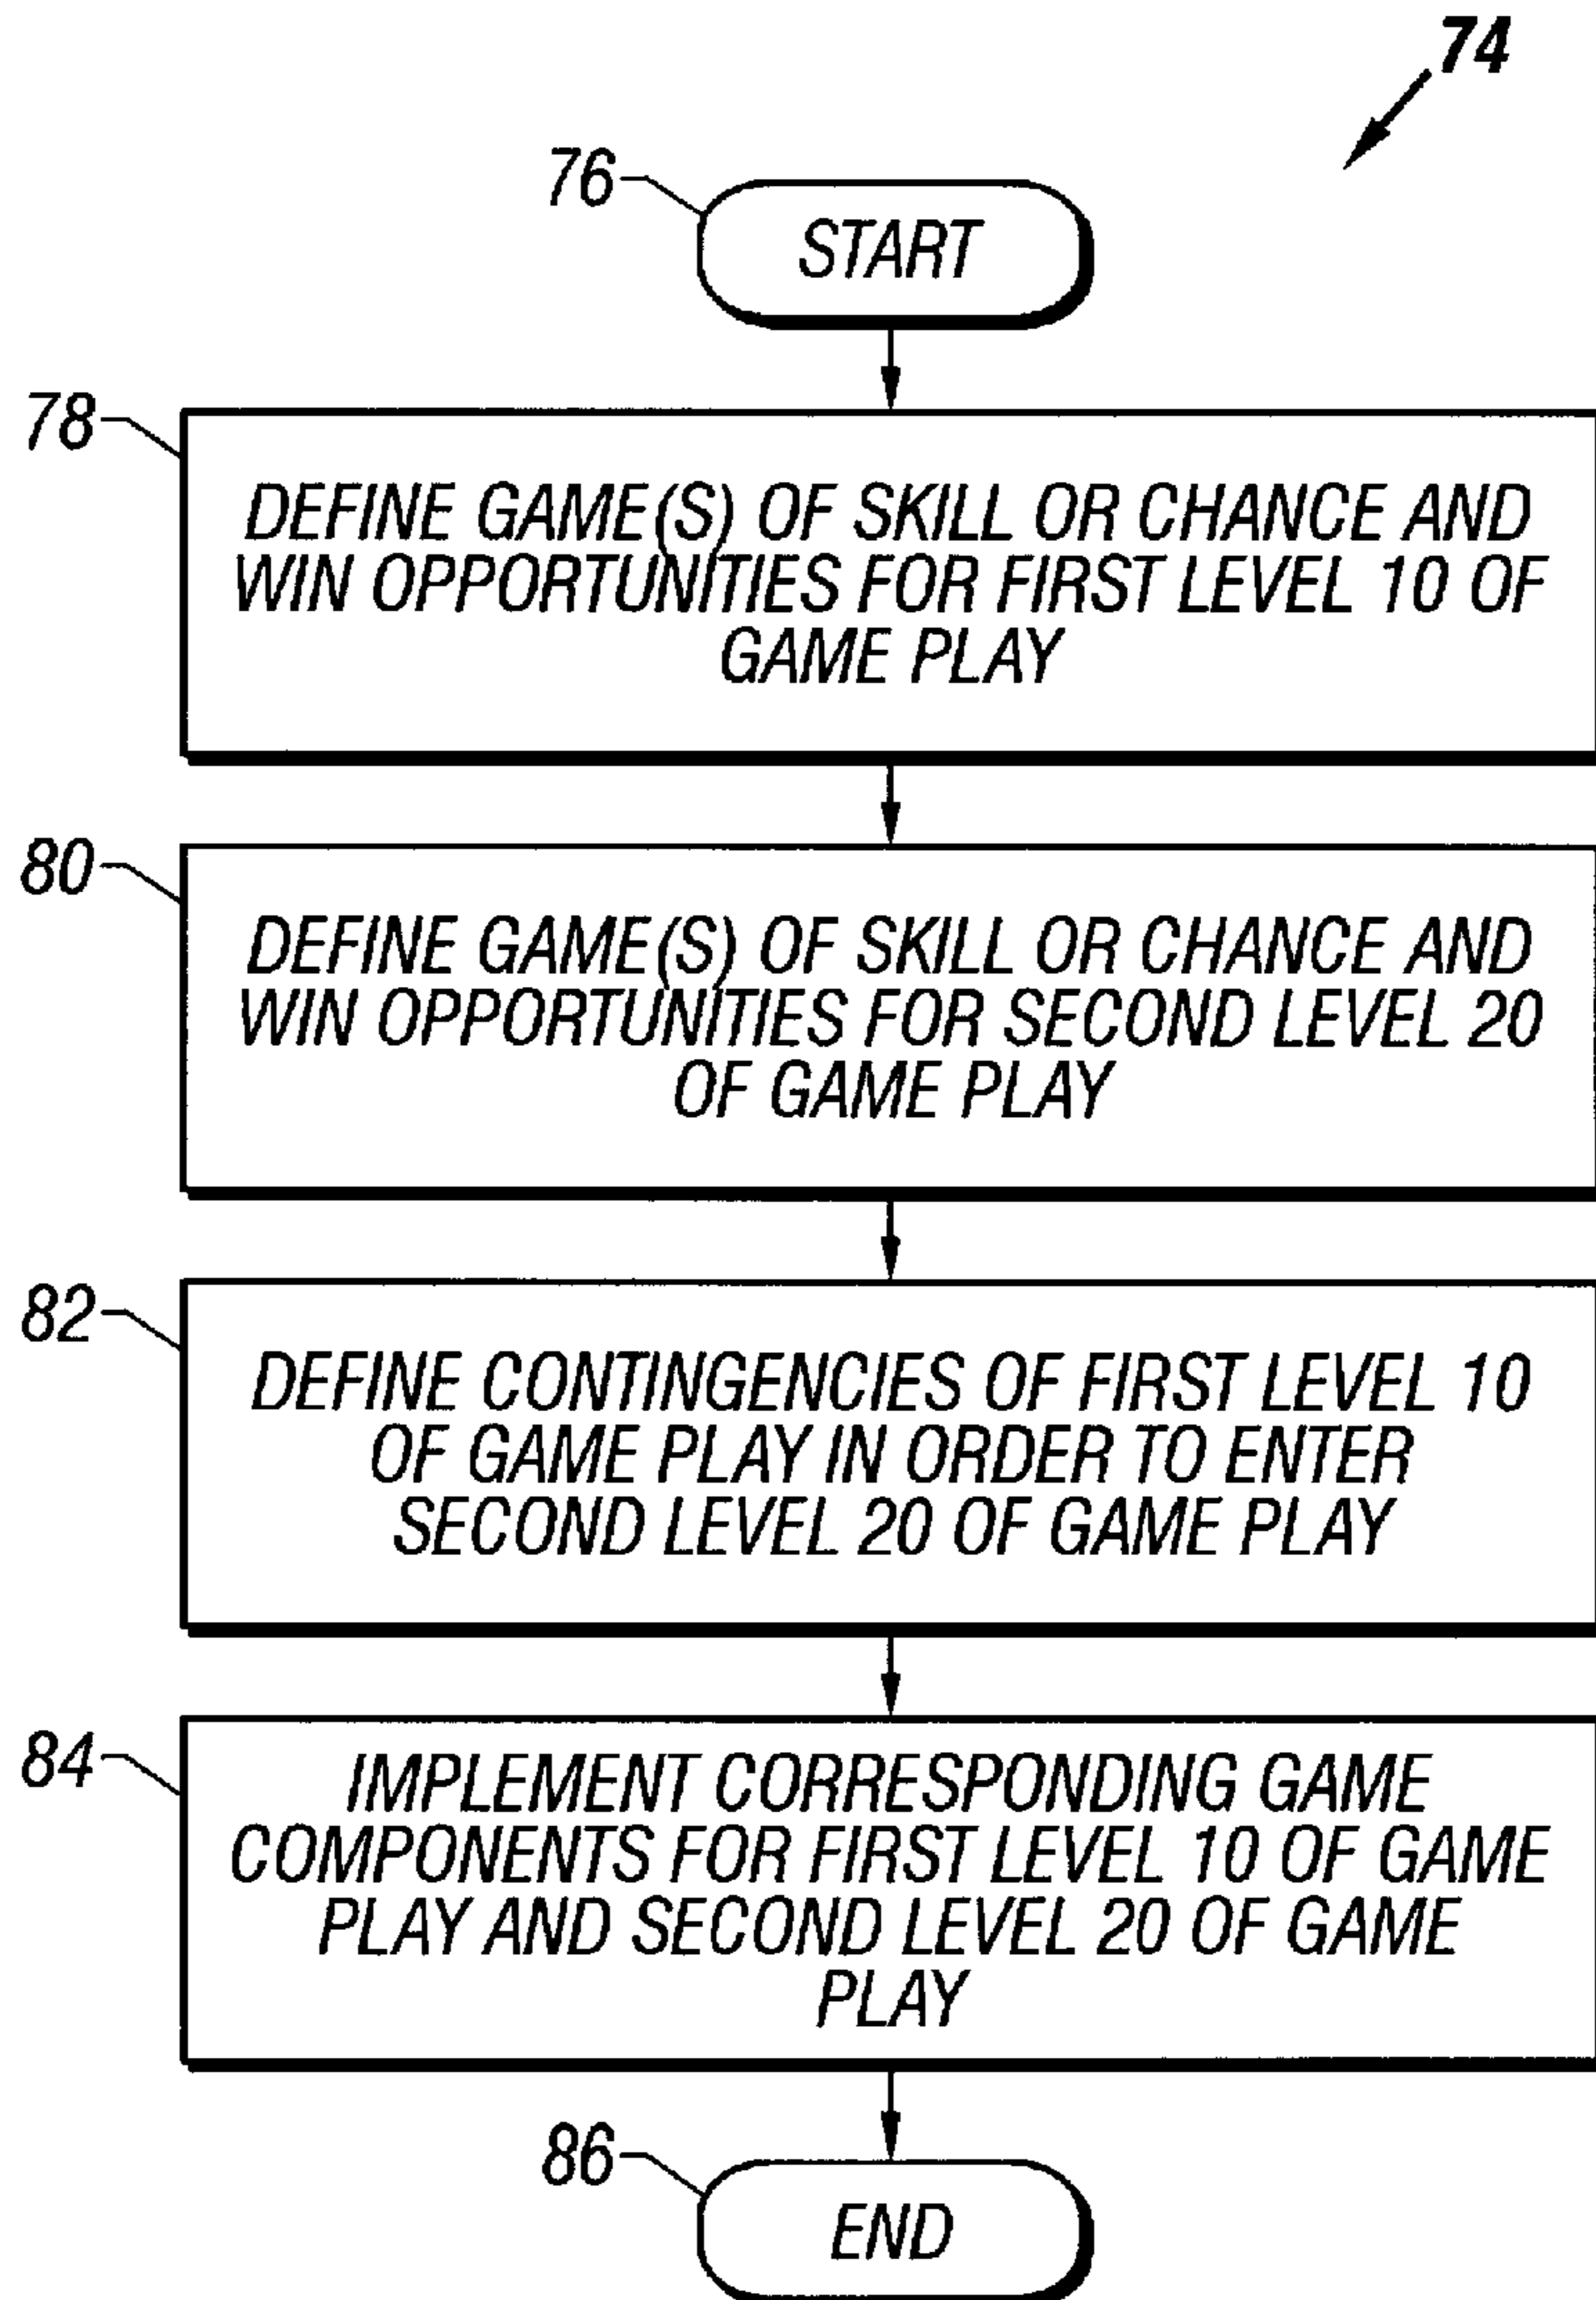 74
76
START
78
DEFINE GAME(S) OF SKILL OR CHANCE AND
WIN OPPORTUNITIES FOR FIRST LEVEL 10 OF
GAME PLAY
80
DEFINE GAME(S) OF SKILL OR CHANCE AND
WIN OPPORTUNITIES FOR SECOND LEVEL 20
OF GAME PLAY
82
DEFINE CONTINGENCIES OF FIRST LEVEL 10
OF GAME PLAY IN ORDER TO ENTER
SECOND LEVEL 20 OF GAME PLAY
84
IMPLEMENT CORRESPONDING GAME
COMPONENTS FOR FIRST LEVEL 10 OF GAME
PLAY AND SECOND LEVEL 20 OF GAME
PLAY
86
END